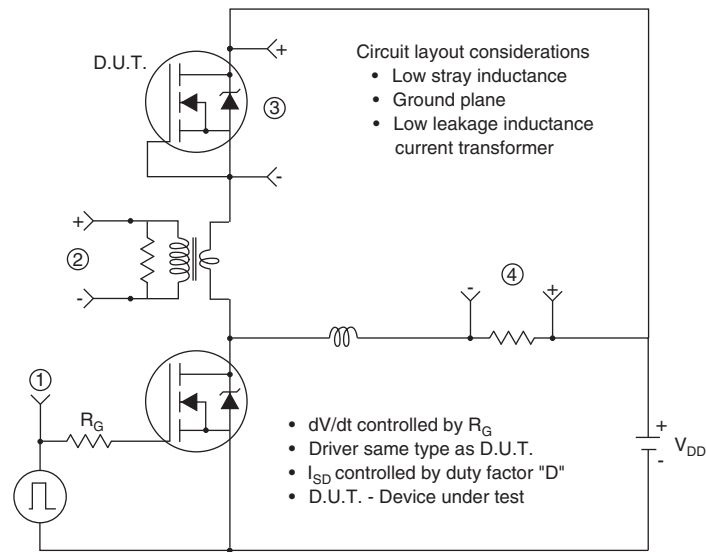 D.U.T.
+
③
-
Circuit layout considerations
• Low stray inductance
• Ground plane
• Low leakage inductance
current transformer
+
②
-
-
④
+
①
R_G
• dV/dt controlled by R_G
• Driver same type as D.U.T.
• I_SD controlled by duty factor "D"
• D.U.T. - Device under test
+
V_DD
-